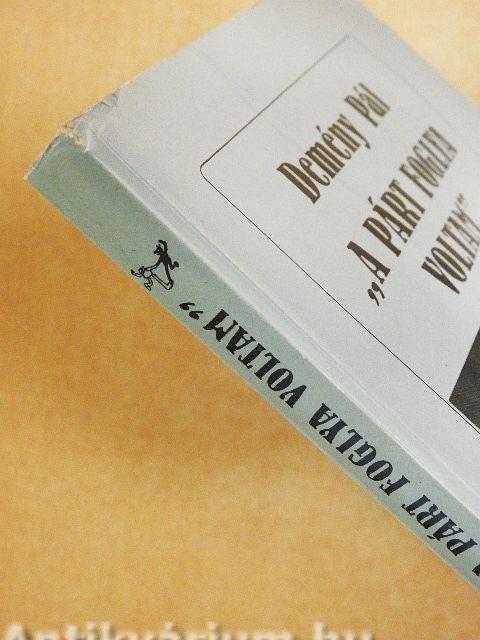 Demény Pál
„A PÁRT FOGLYA
VOLTAM"
PÁRT FOGLYA VOLTAM"
Antikvárium.hu